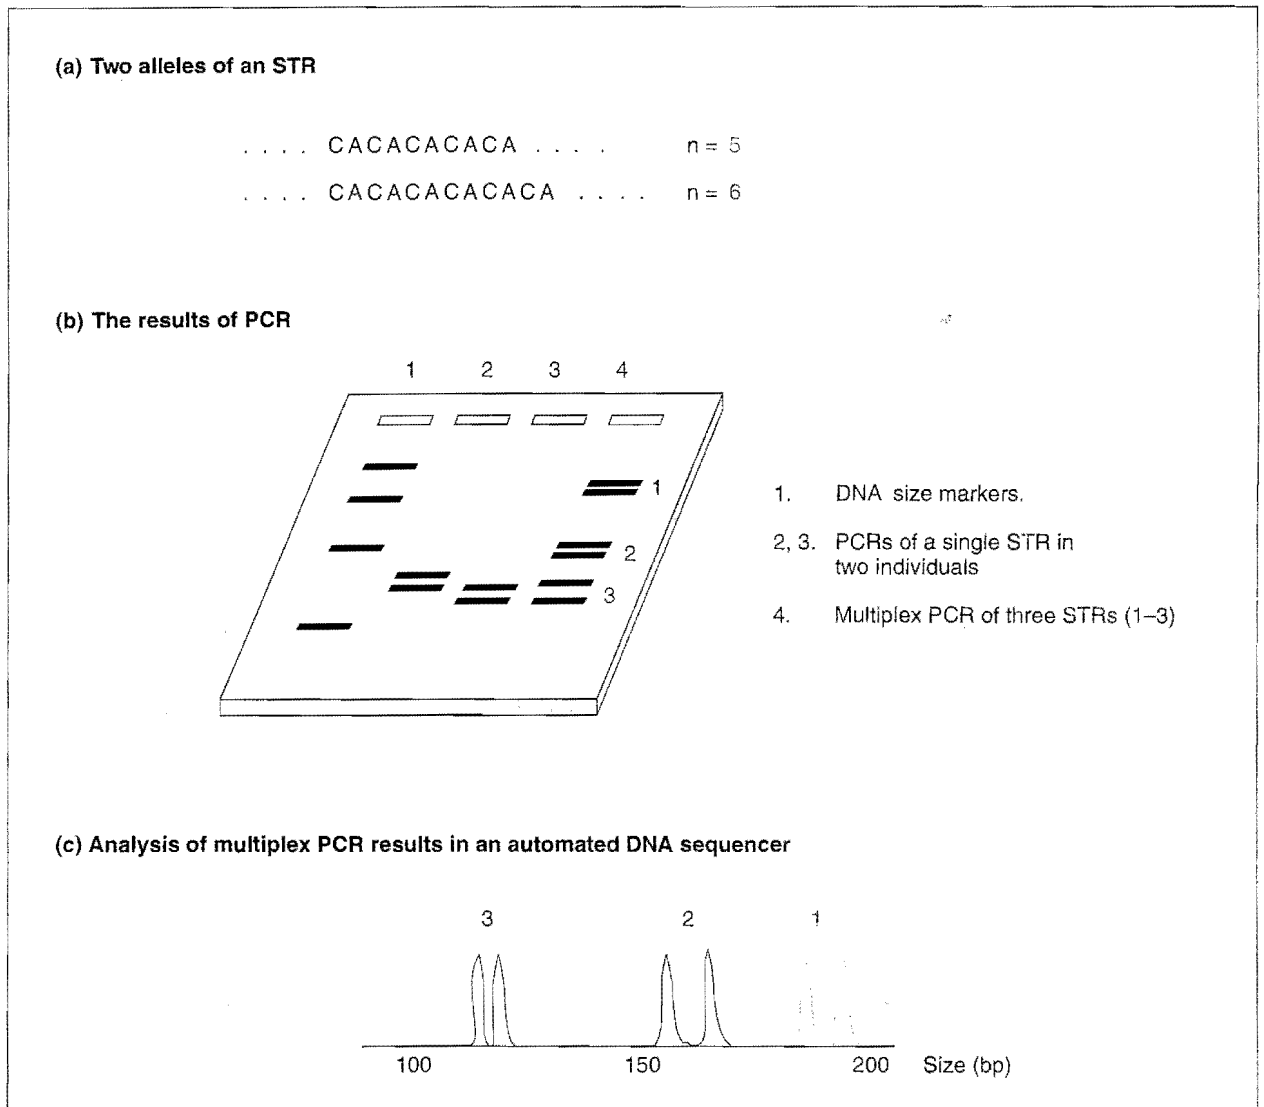 (a) Two alleles of an STR
. . . . CACACACACA . . . . n = 5
. . . . CACACACACACA . . . . n = 6
(b) The results of PCR
1 2 3 4
1
2
3
1. DNA size markers.
2, 3. PCRs of a single STR in
two individuals
4. Multiplex PCR of three STRs (1–3)
(c) Analysis of multiplex PCR results in an automated DNA sequencer
3 2 1
100 150 200 Size (bp)